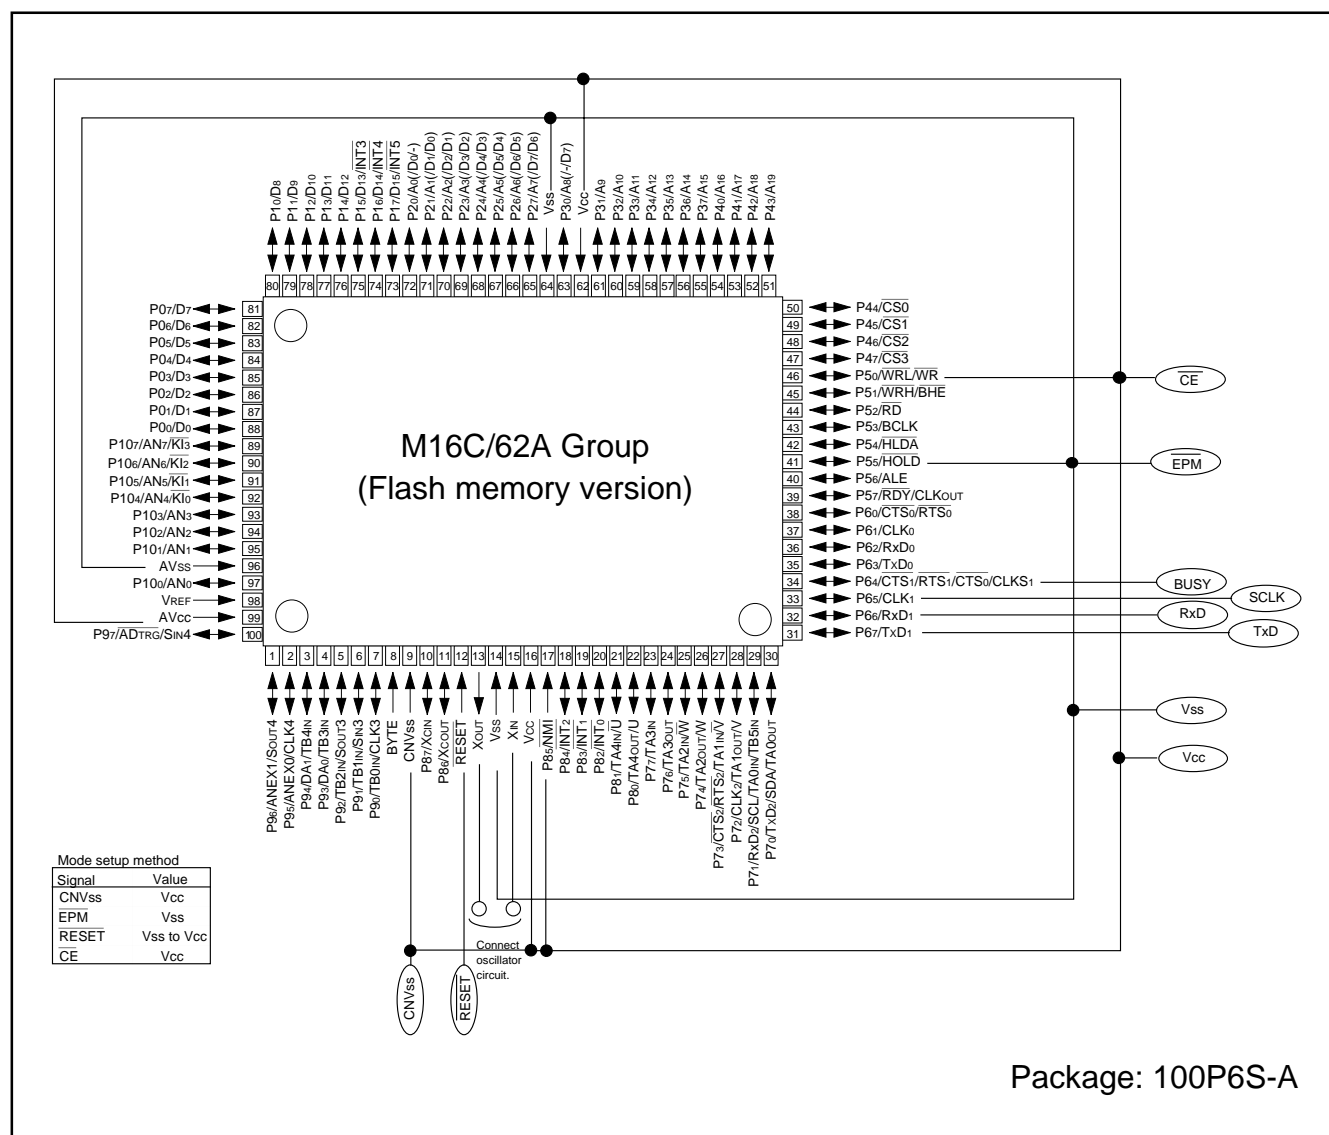 P10/D8
P11/D9
P12/D10
P13/D11
P14/D12
P15/D13/INT3
P16/D14/INT4
P17/D15/INT5
P20/A0(/D0/-)
P21/A1(/D1/D0)
P22/A2(/D2/D1)
P23/A3(/D3/D2)
P24/A4(/D4/D3)
P25/A5(/D5/D4)
P26/A6(/D6/D5)
P27/A7(/D7/D6)
Vss
P30/A8(/-/D7)
Vcc
P31/A9
P32/A10
P33/A11
P34/A12
P35/A13
P36/A14
P37/A15
P40/A16
P41/A17
P42/A18
P43/A19
80 79 78 77 76 75 74 73 72 71 70 69 68 67 66 65 64 63 62 61 60 59 58 57 56 55 54 53 52 51
P07/D7 81
P06/D6 82
P05/D5 83
P04/D4 84
P03/D3 85
P02/D2 86
P01/D1 87
P00/D0 88
P107/AN7/KI3 89
P106/AN6/KI2 90
P105/AN5/KI1 91
P104/AN4/KI0 92
P103/AN3 93
P102/AN2 94
P101/AN1 95
AVSS 96
P100/AN0 97
VREF 98
AVcc 99
P97/ADTRG/SIN4 100
M16C/62A Group
(Flash memory version)
50 P44/CS0
49 P45/CS1
48 P46/CS2
47 P47/CS3
46 P50/WRL/WR
45 P51/WRH/BHE
44 P52/RD
43 P53/BCLK
42 P54/HLDA
41 P55/HOLD
40 P56/ALE
39 P57/RDY/CLKOUT
38 P60/CTS0/RTS0
37 P61/CLK0
36 P62/RxD0
35 P63/TXD0
34 P64/CTS1/RTS1/CTS0/CLKS1
33 P65/CLK1
32 P66/RxD1
31 P67/TXD1
CE
EPM
BUSY
SCLK
RxD
TxD
Vss
Vcc
1 2 3 4 5 6 7 8 9 10 11 12 13 14 15 16 17 18 19 20 21 22 23 24 25 26 27 28 29 30
P96/ANEX1/SOUT4
P95/ANEX0/CLK4
P94/DA1/TB4IN
P93/DA0/TB3IN
P92/TB2IN/SOUT3
P91/TB1IN/SIN3
P90/TB0IN/CLK3
BYTE
CNVss
P87/XCIN
P86/XCOUT
RESET
XOUT
Vss
XIN
Vcc
P85/NMI
P84/INT2
P83/INT1
P82/INT0
P81/TA4IN/U
P80/TA4OUT/U
P77/TA3IN
P76/TA3OUT
P75/TA2IN/W
P74/TA2OUT/W
P73/CTS2/RTS2/TA1IN/V
P72/CLK2/TA1OUT/V
P71/RxD2/SCL/TA0IN/TB5IN
P70/TXD2/SDA/TA0OUT
Mode setup method
Signal Value
CNVss Vcc
EPM Vss
RESET Vss to Vcc
CE Vcc
Connect
oscillator
circuit.
CNVss
RESET
Package: 100P6S-A